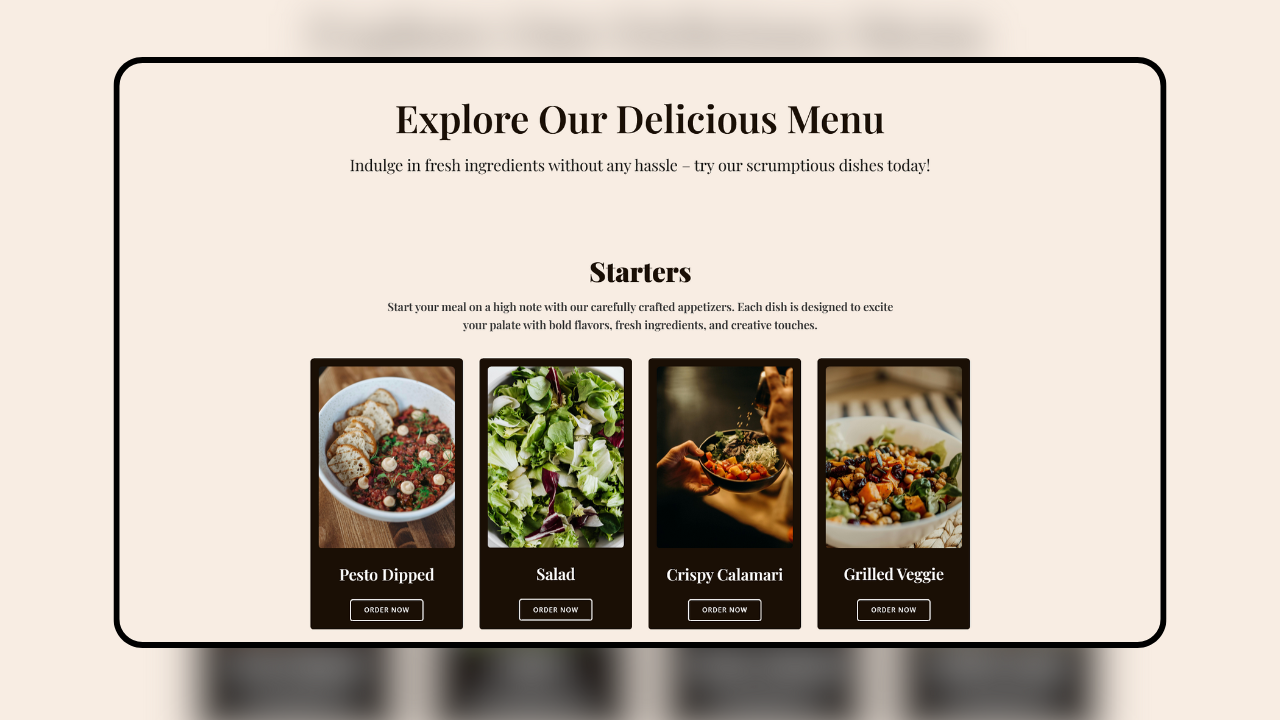 Explore Our Delicious Menu
Indulge in fresh ingredients without any hassle – try our scrumptious dishes today!
Starters
Start your meal on a high note with our carefully crafted appetizers. Each dish is designed to excite
your palate with bold flavors, fresh ingredients, and creative touches.
Pesto Dipped
Salad
Crispy Calamari
Grilled Veggie
ORDER NOW
ORDER NOW
ORDER NOW
ORDER NOW